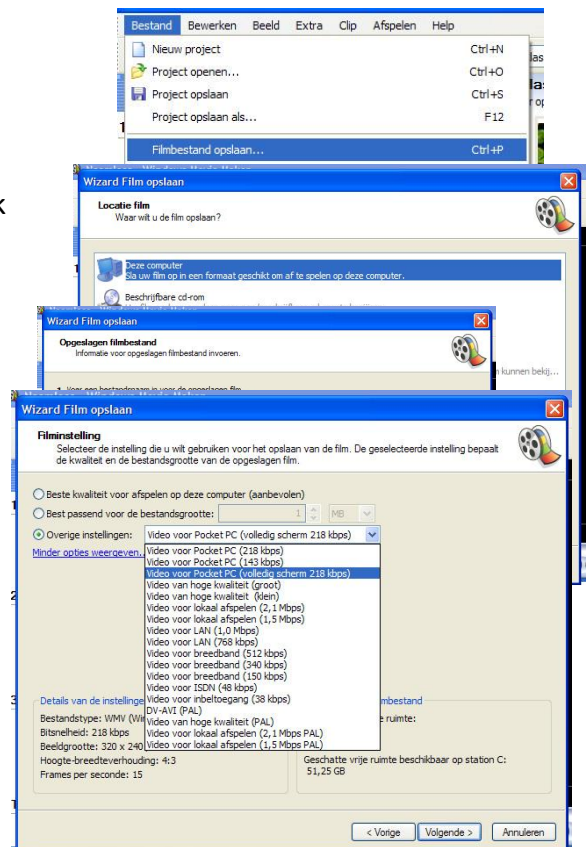 Bestand Bewerken Beeld Extra Clip Afspelen Help
Nieuw project Ctrl+N
Project openen... Ctrl+O
Project opslaan Ctrl+S
Project opslaan als... F12
Filmbestand opslaan... Ctrl+P
k
Wizard Film opslaan
Locatie film
Waar wilt u de film opslaan?
Deze computer
Sla uw film op in een formaat geschikt om af te spelen op deze computer.
Beschrijfbare cd-rom
Wizard Film opslaan
Opgeslagen filmbestand
Informatie voor opgeslagen filmbestand invoeren.
kunnen bekij...
Wizard Film opslaan
Filminstelling
Selecteer de instelling die u wilt gebruiken voor het opslaan van de film. De geselecteerde instelling bepaalt
de kwaliteit en de bestandsgrootte van de opgeslagen film.
Beste kwaliteit voor afspelen op deze computer (aanbevolen)
Best passend voor de bestandsgrootte: 1 MB
Overige instellingen: Video voor Pocket PC (volledig scherm 218 kbps)
Minder opties weergeven...
Video voor Pocket PC (218 kbps)
Video voor Pocket PC (143 kbps)
Video voor Pocket PC (volledig scherm 218 kbps)
Video van hoge kwaliteit (groot)
Video van hoge kwaliteit (klein)
Video voor lokaal afspelen (2,1 Mbps)
Video voor lokaal afspelen (1,5 Mbps)
Video voor LAN (1,0 Mbps)
Video voor LAN (768 kbps)
Video voor breedband (512 kbps)
Video voor breedband (340 kbps)
Video voor breedband (150 kbps)
Video voor ISDN (48 kbps)
Video voor inbeltoegang (38 kbps)
DV-AVI (PAL)
Video van hoge kwaliteit (PAL)
Video voor lokaal afspelen (2,1 Mbps PAL)
Video voor lokaal afspelen (1,5 Mbps PAL)
Details van de instellinge mbestand
Bestandstype: WMV (Wi e ruimte:
Bitsnelheid: 218 kbps
Beeldgrootte: 320 x 240
Hoogte-breedteverhouding: 4:3
Frames per seconde: 15
Geschatte vrije ruimte beschikbaar op station C:
51,25 GB
< Vorige Volgende > Annuleren